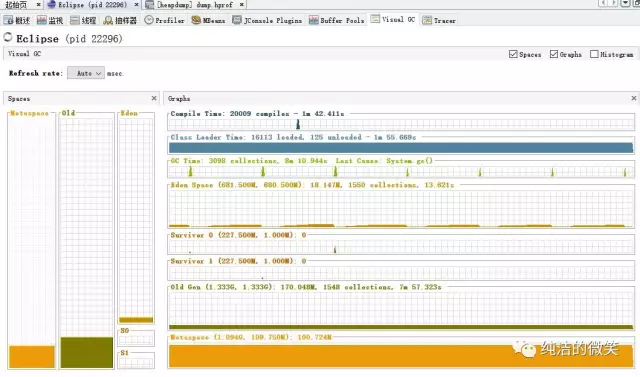 起始页 Eclipse (pid 22296) [heapdump] dump.hprof
概述 监视 线程 抽样器 Profiler MBeans JConsole Plugins Buffer Pools Visual GC Tracer
Eclipse (pid 22296)
Visual GC
Spaces Graphs Histogram
Refresh rate: Auto msec.
Spaces
Graphs
Metaspace Old Eden
S0
S1
Compile Time: 20009 compiles - 1m 42.411s
Class Loader Time: 16113 loaded, 125 unloaded - 1m 55.669s
GC Time: 3098 collections, 8m 10.944s Last Cause: System.gc()
Eden Space (681.500M, 680.500M): 18.147M, 1550 collections, 13.621s
Survivor 0 (227.500M, 1.000M): 0
Survivor 1 (227.500M, 1.000M): 0
Old Gen (1.333G, 1.333G): 170.048M, 1548 collections, 7m 57.323s
Metaspace (1.094G, 109.750M): 100.724M
纯洁的微笑